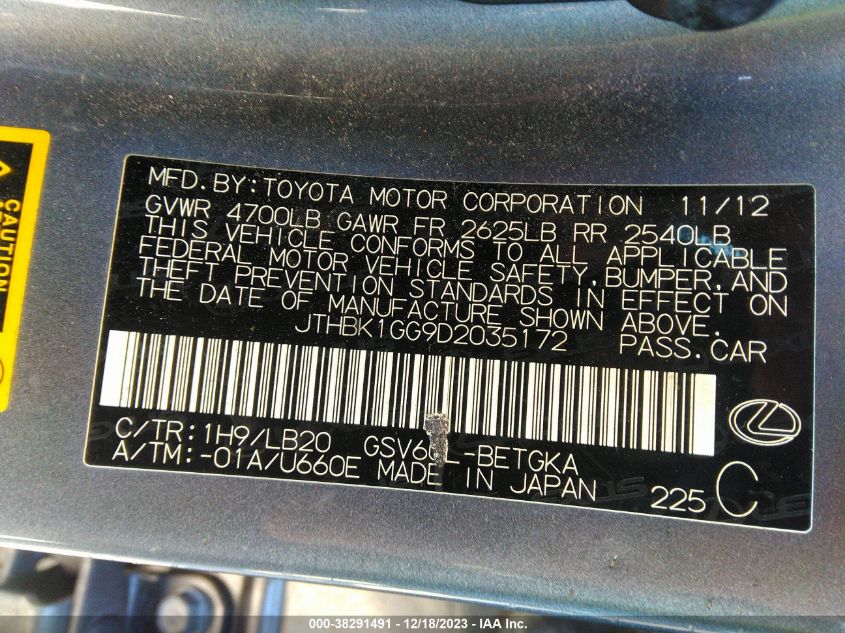 CAUTION
MFD.BY:TOYOTA MOTOR CORPORATION 11/12
GVWR 4700LB GAWR FR 2625LB RR 2540LB
THIS VEHICLE CONFORMS TO ALL APPLICABLE
FEDERAL MOTOR VEHICLE SAFETY,BUMPER,AND
THEFT PREVENTION STANDARDS IN EFFECT ON
THE DATE OF MANUFACTURE SHOWN ABOVE.
JTHBK1GG9D2035172 PASS.CAR
C/TR:1H9/LB20 GSV60L-BETGKA
A/TM:-01A/U660E MADE IN JAPAN 225 C
000-38291491 - 12/18/2023 - IAA Inc.